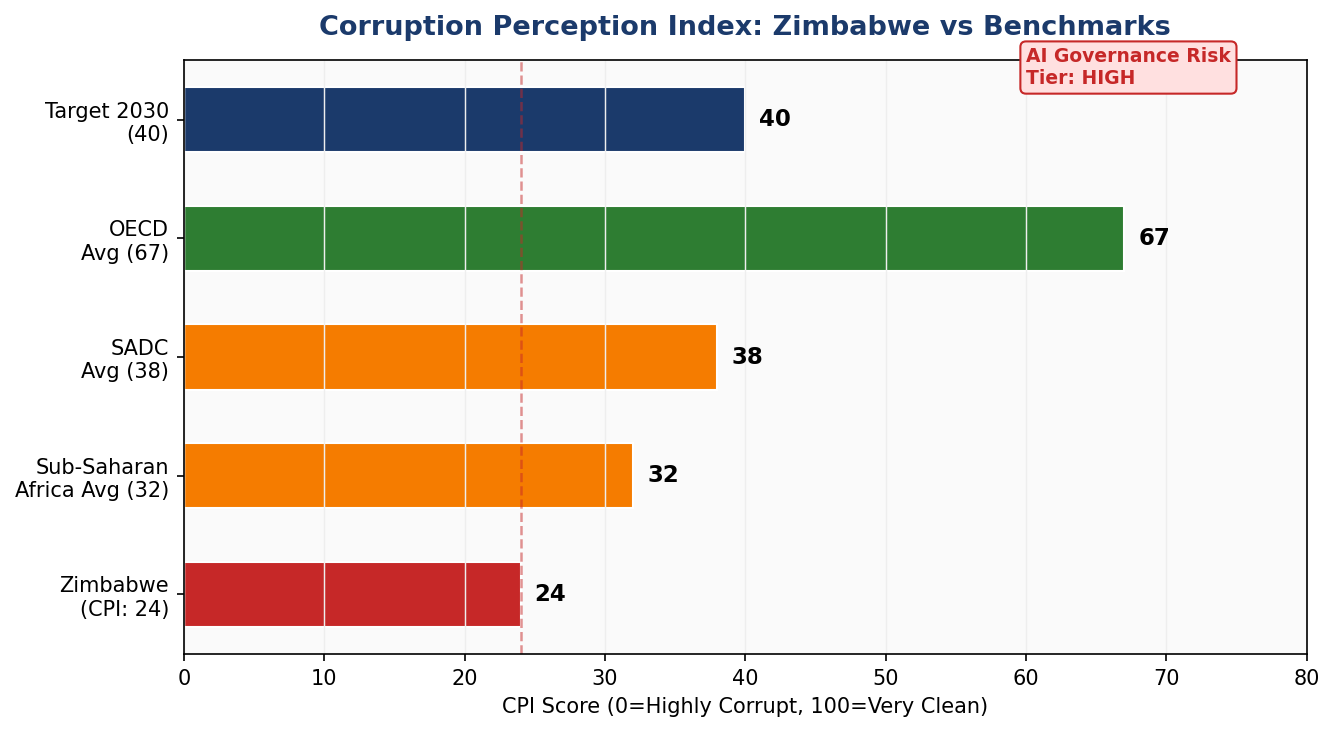 Corruption Perception Index: Zimbabwe vs Benchmarks
AI Governance Risk
Tier: HIGH
Target 2030
(40)
40
OECD
Avg (67)
67
SADC
Avg (38)
38
Sub-Saharan
Africa Avg (32)
32
Zimbabwe
(CPI: 24)
24
0 10 20 30 40 50 60 70 80
CPI Score (0=Highly Corrupt, 100=Very Clean)